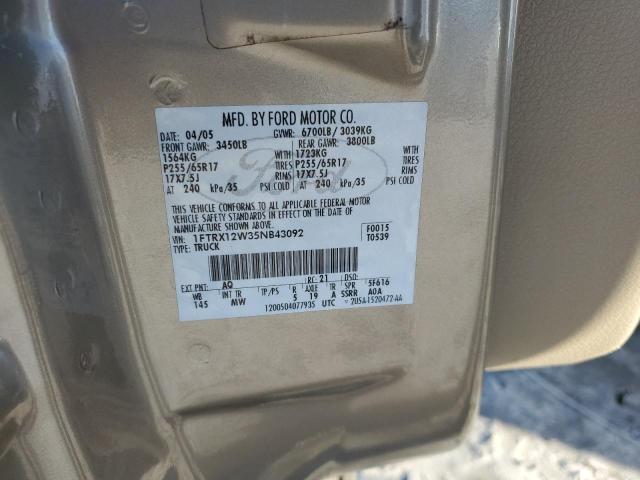 MFD. BY FORD MOTOR CO.
DATE: 04/05 GVWR: 6700LB/ 3039KG
FRONT GAWR: 3450LB REAR GAWR: 3800LB
1564KG WITH 1723KG WITH
P255/65R17 TIRES P255/65R17 TIRES
17X7.5J RIMS 17X7.5J RIMS
AT 240 kPa/35 PSI COLD AT 240 kPa/35 PSI COLD
THIS VEHICLE CONFORMS TO ALL APPLICABLE FEDERAL MOTOR
VEHICLE SAFETY STANDARDS IN EFFECT ON THE DATE OF MANUFACTURE
SHOWN ABOVE.
VIN: 1FTRX12W35NB43092 F0015
TYPE: TRUCK T0539
EXT PNT: AQ RC: 21 DSO:
WB INT TR TP/PS R AXLE TR SPR 5F616
145 MW 5 19 A SSRR A0A
1200504077935 UTC
Ford